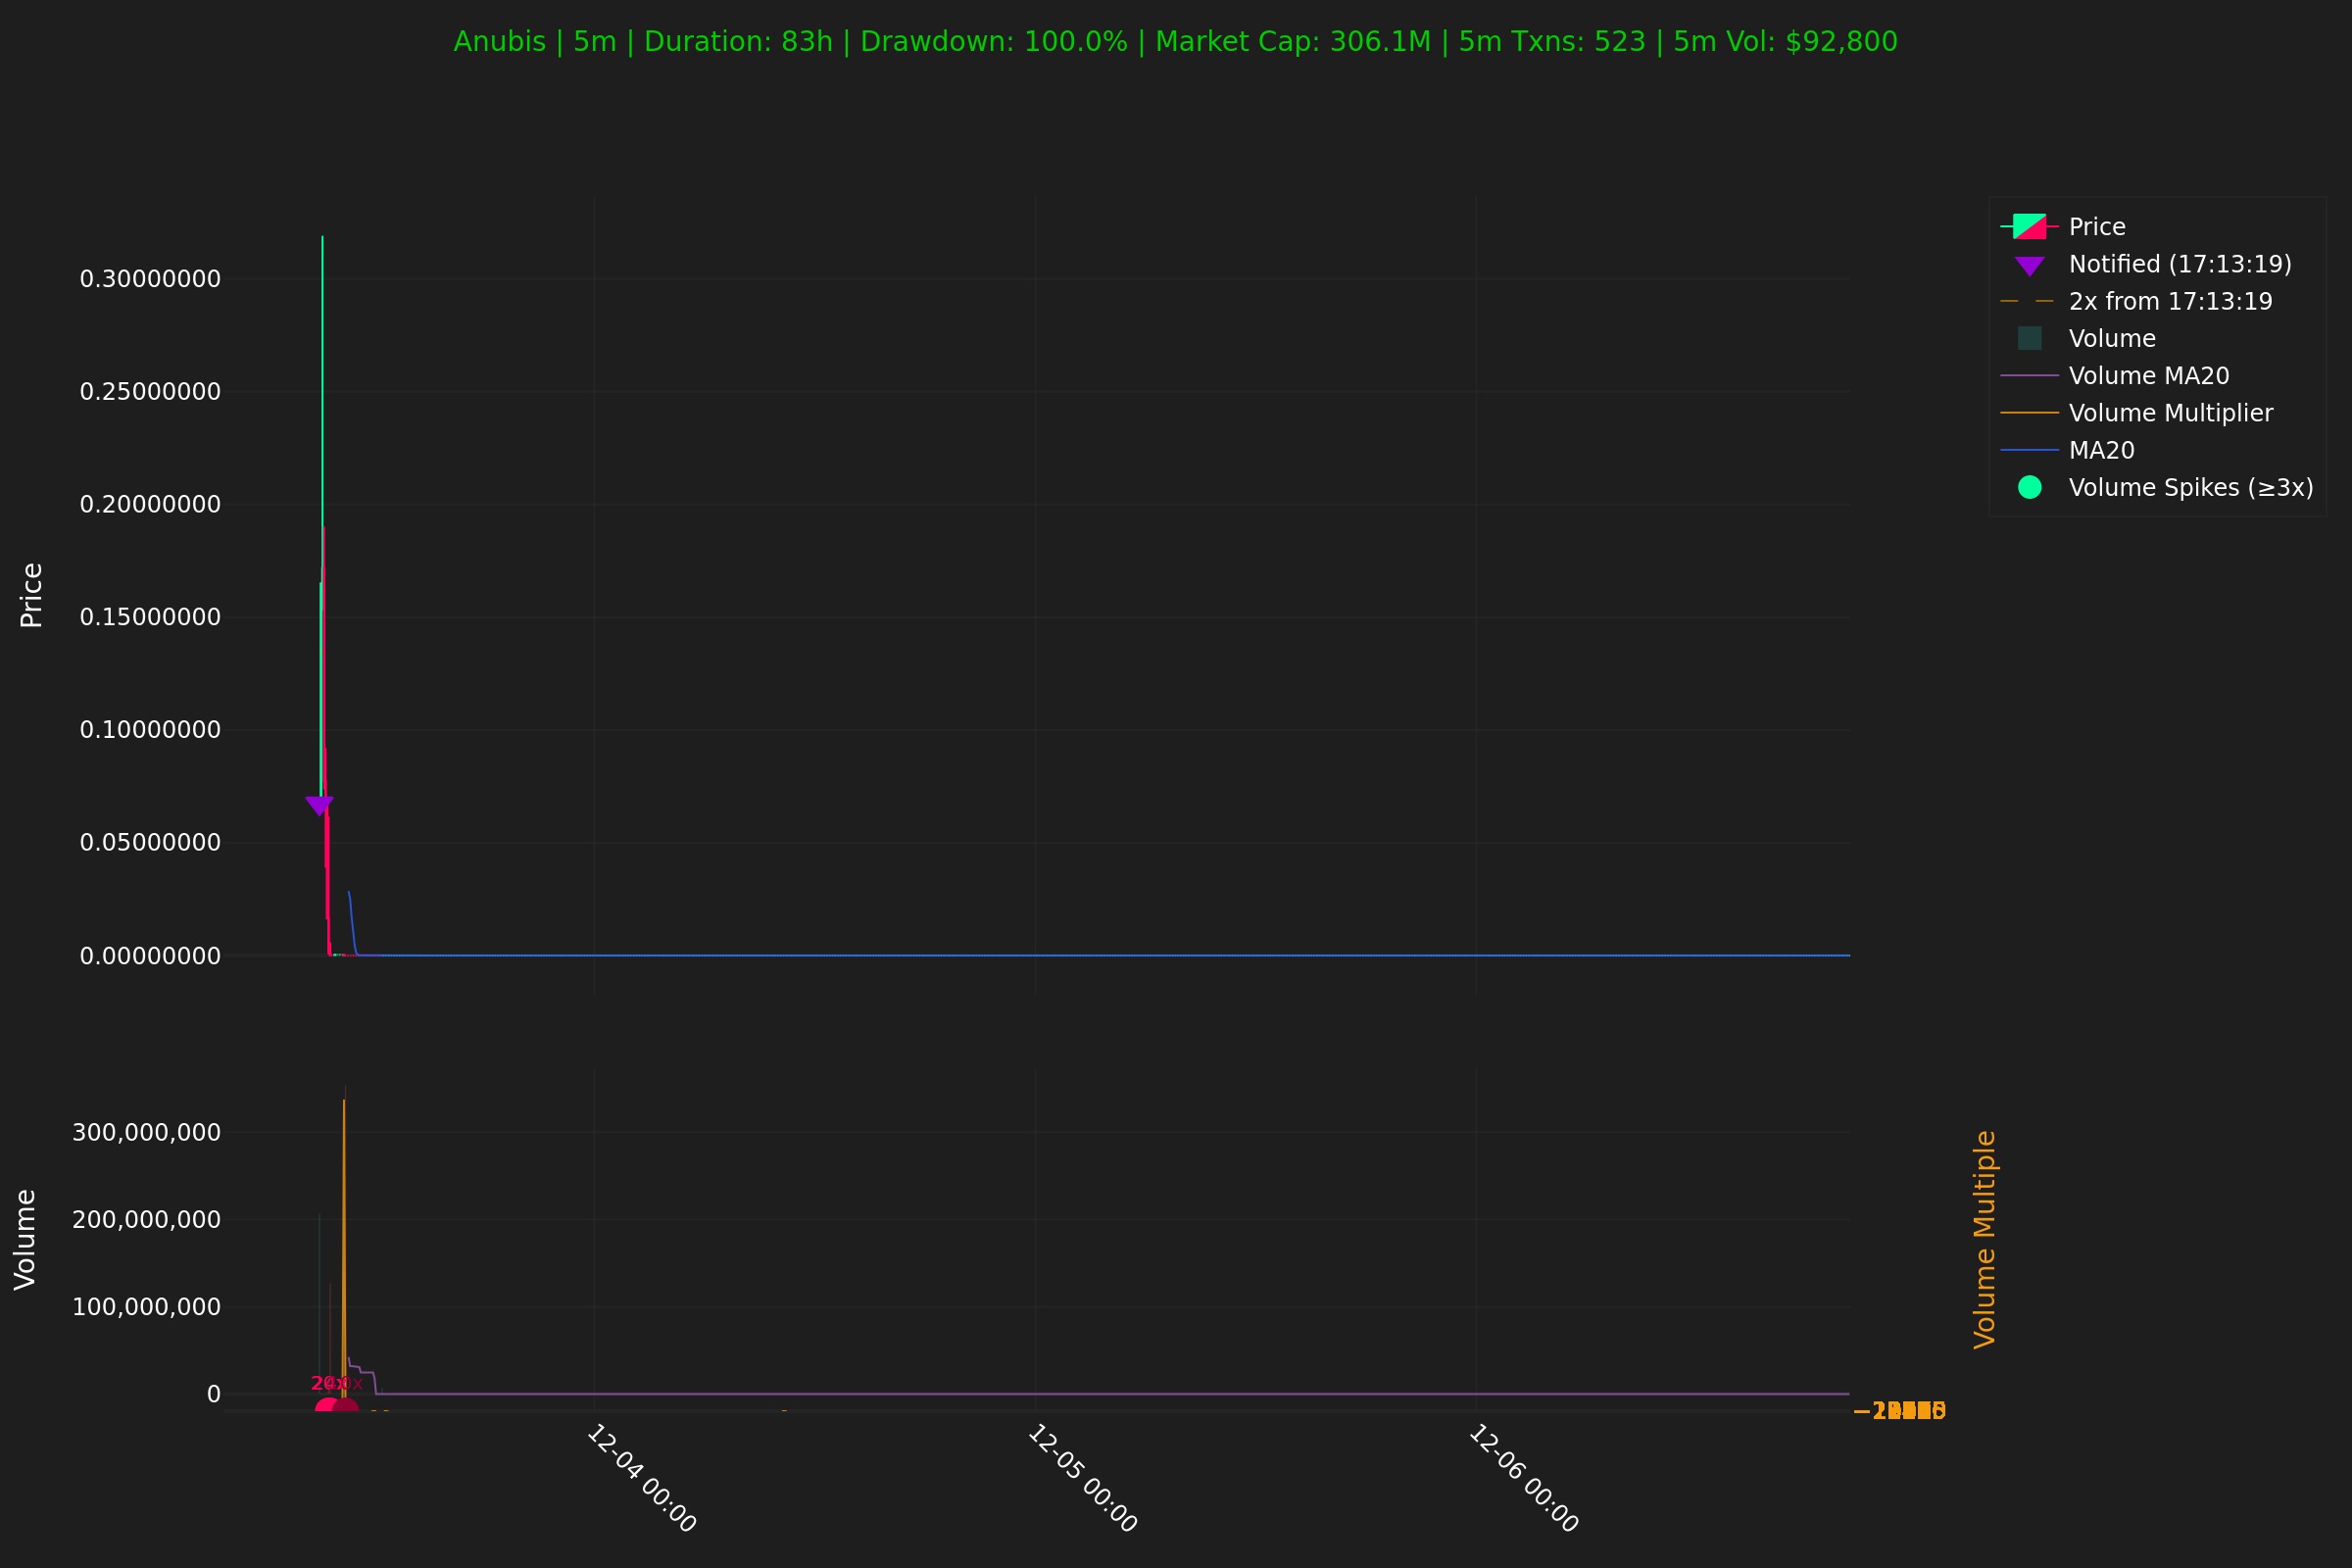 Anubis | 5m | Duration: 83h | Drawdown: 100.0% | Market Cap: 306.1M | 5m Txns: 523 | 5m Vol: $92,800
Price
Notified (17:13:19)
2x from 17:13:19
Volume
Volume MA20
Volume Multiplier
MA20
Volume Spikes (≥3x)
Price
0.30000000
0.25000000
0.20000000
0.15000000
0.10000000
0.05000000
0.00000000
Volume
300,000,000
200,000,000
100,000,000
0
Volume Multiple
12-04 00:00
12-05 00:00
12-06 00:00